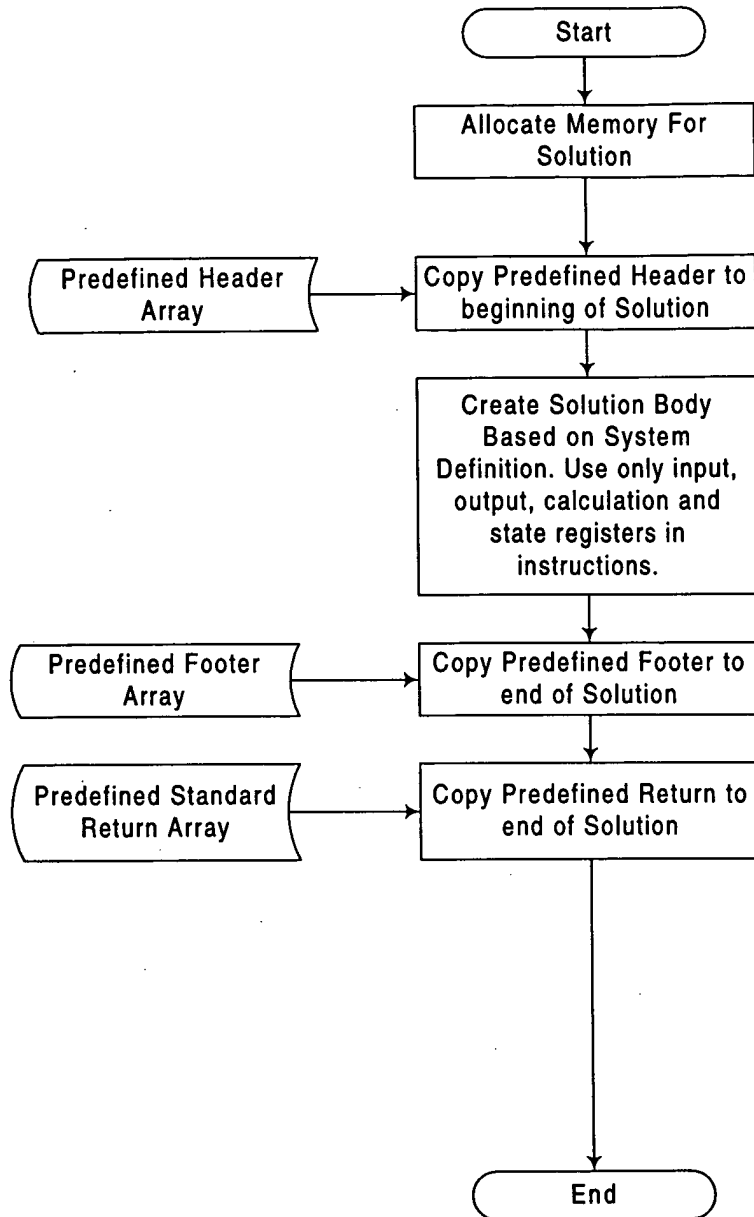 Start
Allocate Memory For
Solution
Predefined Header
Array
Copy Predefined Header to
beginning of Solution
Create Solution Body
Based on System
Definition. Use only input,
output, calculation and
state registers in
instructions.
Predefined Footer
Array
Copy Predefined Footer to
end of Solution
Predefined Standard
Return Array
Copy Predefined Return to
end of Solution
End